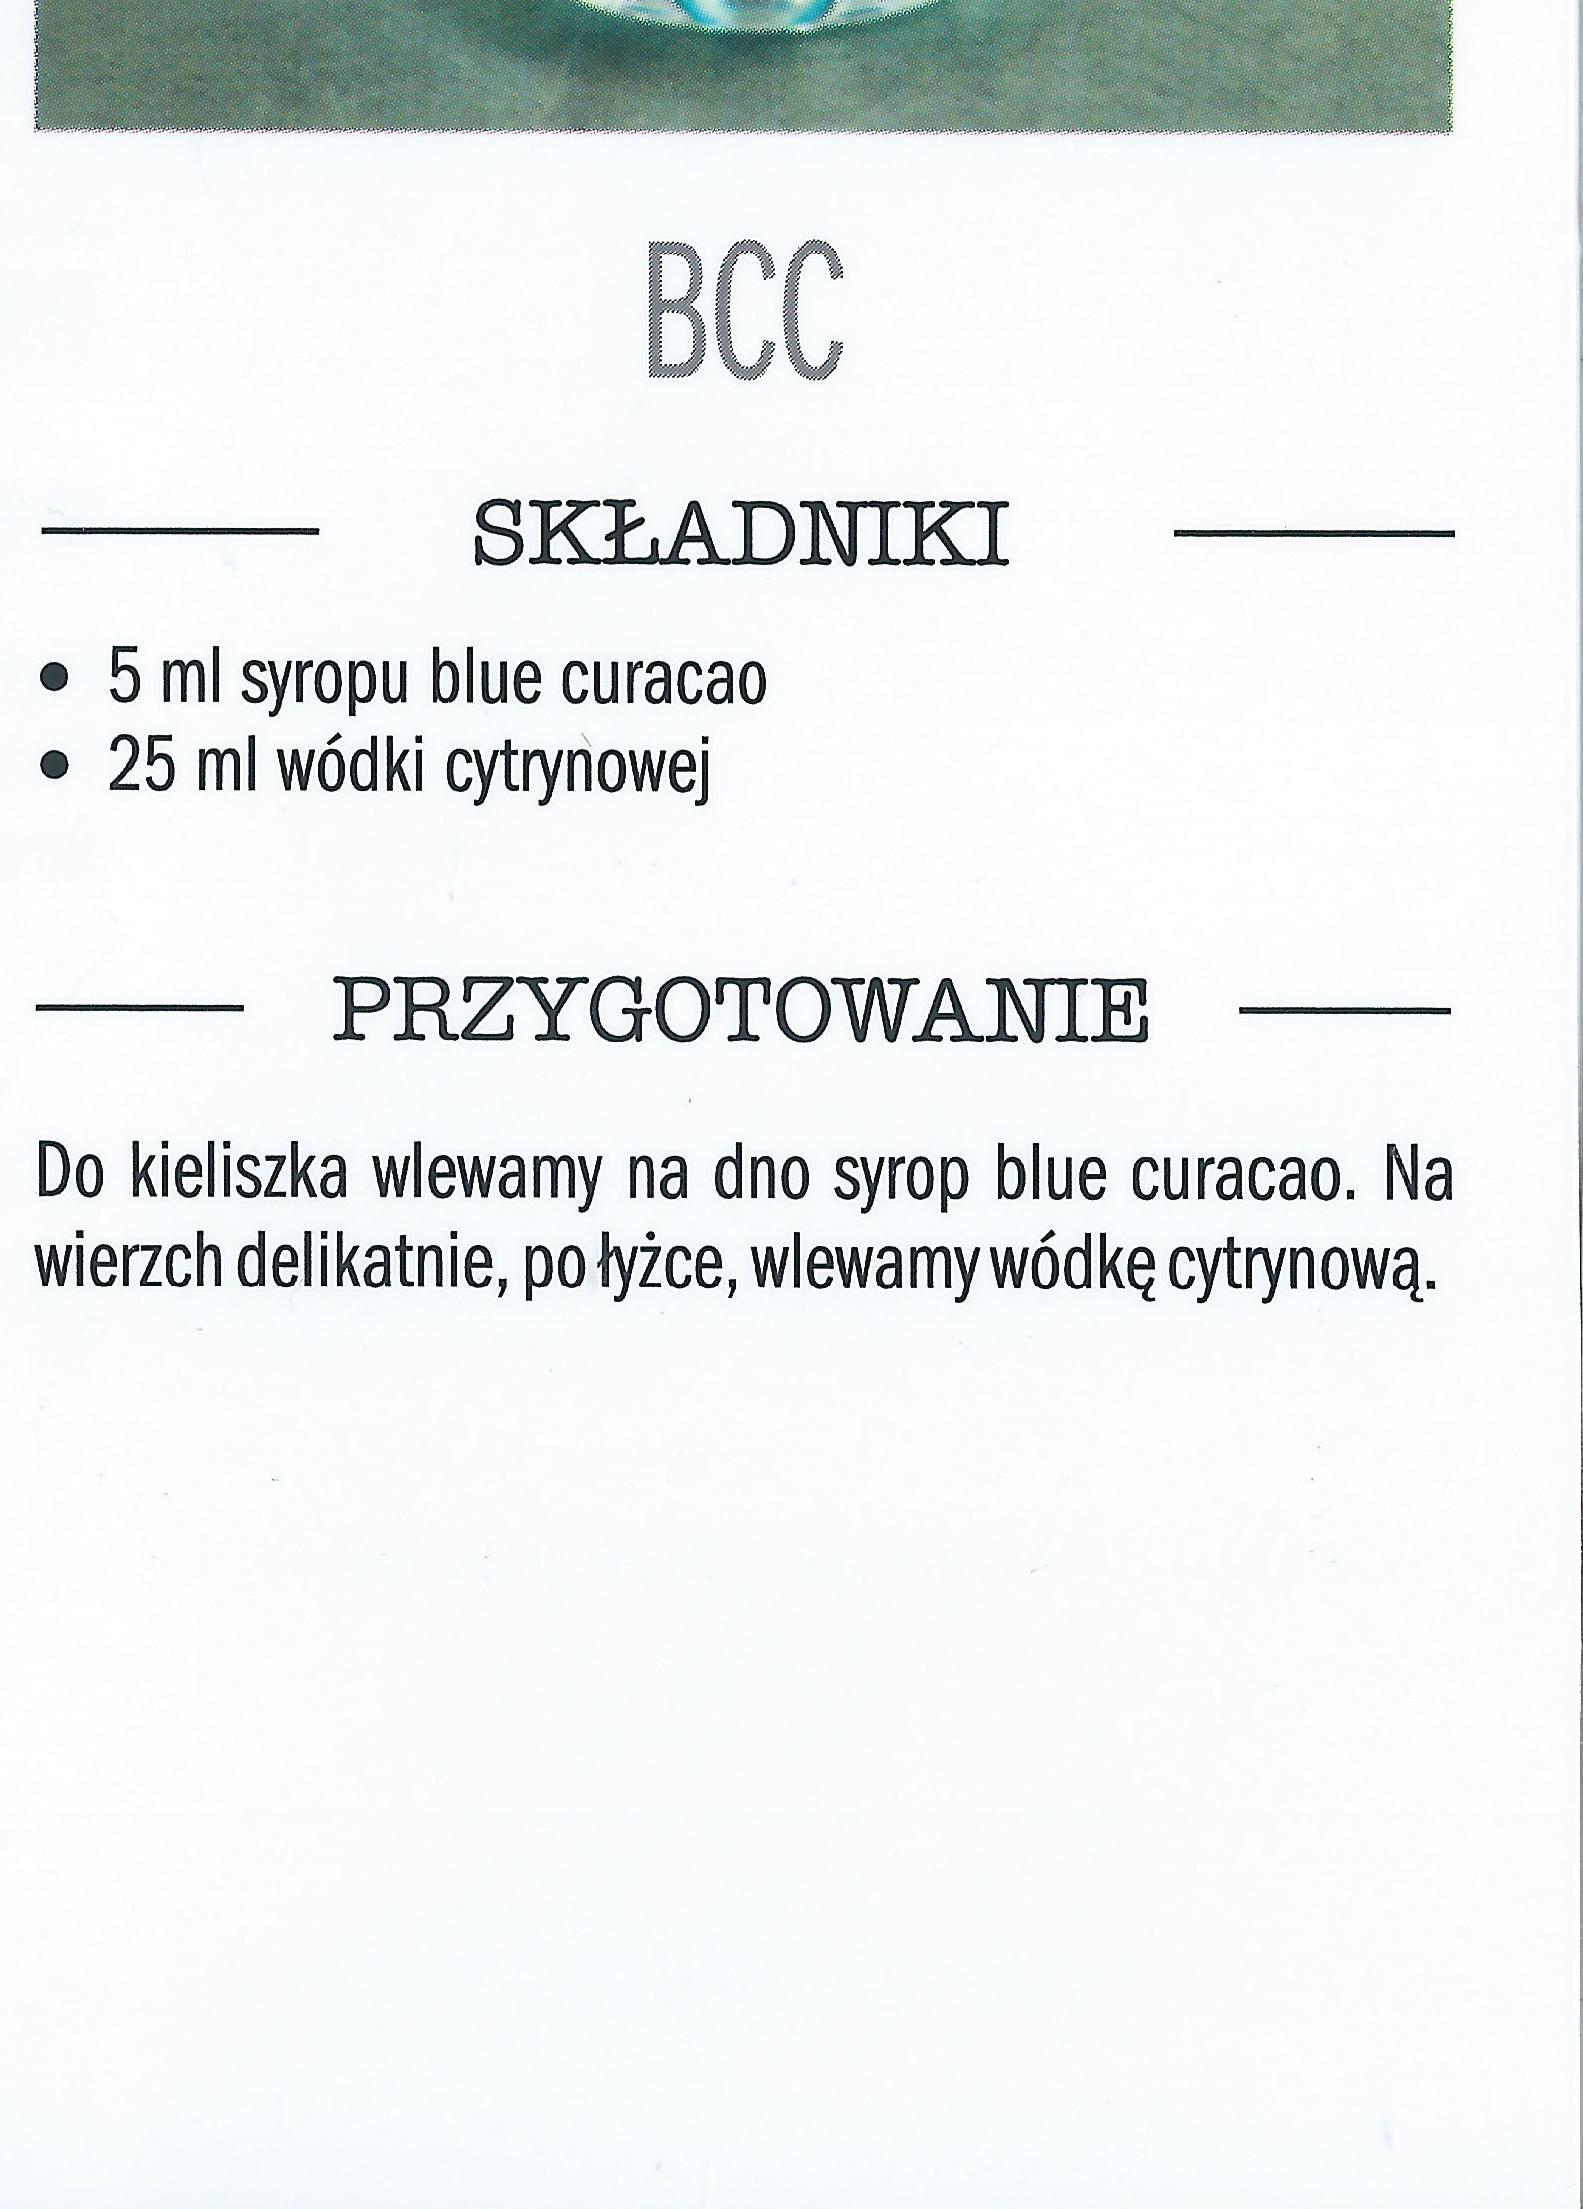 BCC
SKŁADNIKI
• 5 ml syropu blue curacao
• 25 ml wódki cytrynowej
PRZYGOTOWANIE
Do kieliszka wlewamy na dno syrop blue curacao. Na
wierzch delikatnie, po łyżce, wlewamy wódkę cytrynową.